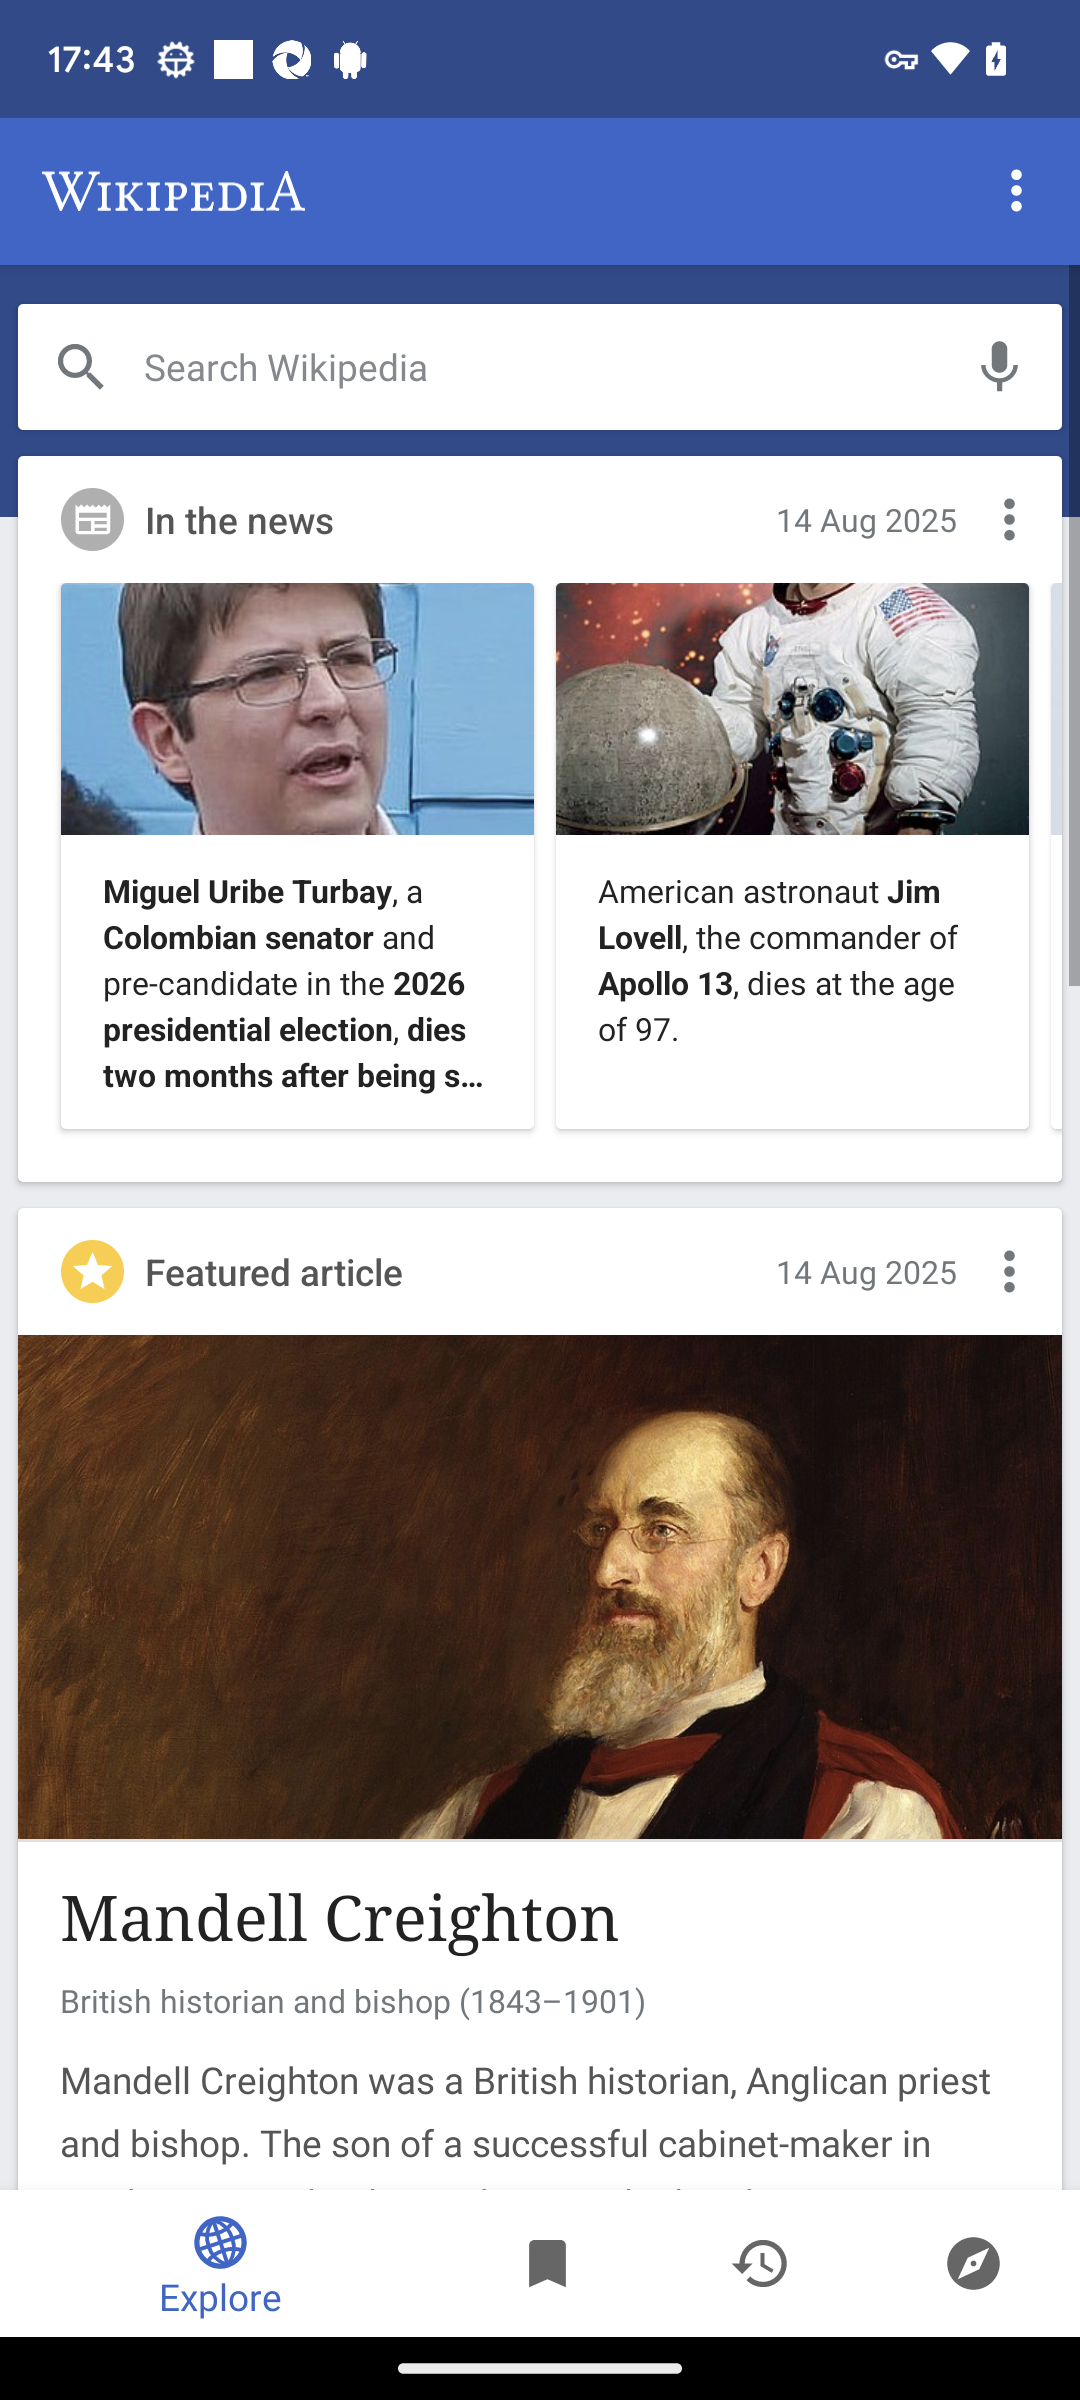 17:43
WIKIPEDIA
Search Wikipedia
In the news
14 Aug 2025
Miguel Uribe Turbay, a
Colombian senator and
pre-candidate in the 2026
presidential election, dies
two months after being s…
American astronaut Jim
Lovell, the commander of
Apollo 13, dies at the age
of 97.
Featured article
14 Aug 2025
Mandell Creighton
British historian and bishop (1843–1901)
Mandell Creighton was a British historian, Anglican priest
and bishop. The son of a successful cabinet-maker in
Explore